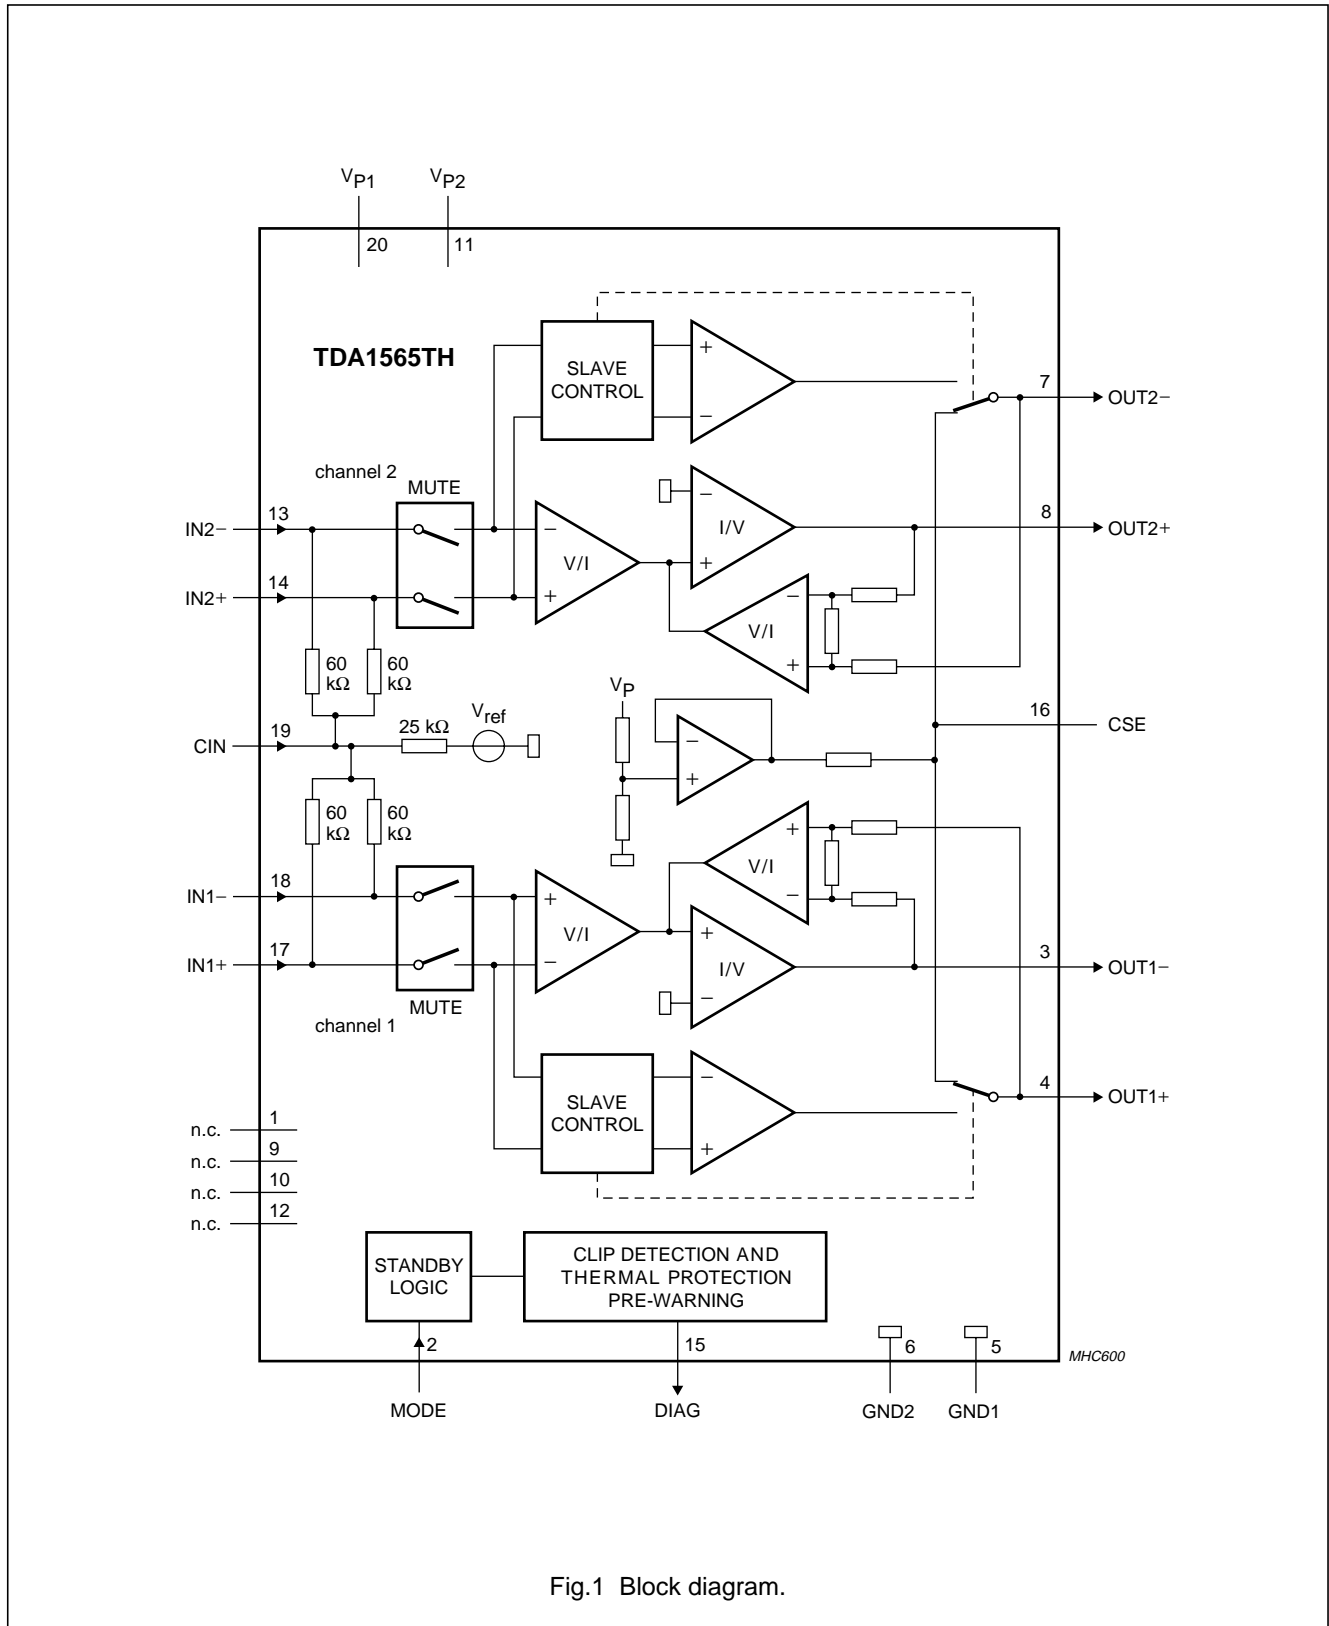 VP1
VP2
20
11
TDA1565TH
SLAVE
CONTROL
+
−
7
OUT2−
channel 2
MUTE
IN2−
13
−
V/I
+
−
I/V
+
8
OUT2+
IN2+
14
−
V/I
+
60
kΩ
60
kΩ
VP
CIN
19
25 kΩ
Vref
−
+
16
CSE
60
kΩ
60
kΩ
+
V/I
−
IN1−
18
+
V/I
−
+
I/V
−
IN1+
17
3
OUT1−
MUTE
channel 1
SLAVE
CONTROL
−
+
4
OUT1+
n.c.
1
n.c.
9
n.c.
10
n.c.
12
STANDBY
LOGIC
CLIP DETECTION AND
THERMAL PROTECTION
PRE-WARNING
2
15
6
5
MHC600
MODE
DIAG
GND2
GND1
Fig.1 Block diagram.